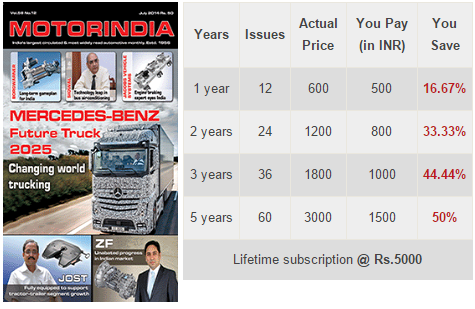 Vol.58 No.12
July 2014 Rs. 50
MOTORINDIA
India's largest circulated & most widely read automotive monthly. Estd: 1956
Long-term gameplan
for India
Technology leap in
bus airconditioning
Engine braking
expert eyes India
MERCEDES-BENZ
Future Truck
2025
Changing world
trucking
JOST
Fully equipped to support
tractor-trailer segment growth
ZF
Unabated progress
in Indian market
Years Issues Actual Price You Pay (in INR) You Save
1 year 12 600 500 16.67%
2 years 24 1200 800 33.33%
3 years 36 1800 1000 44.44%
5 years 60 3000 1500 50%
Lifetime subscription @ Rs.5000